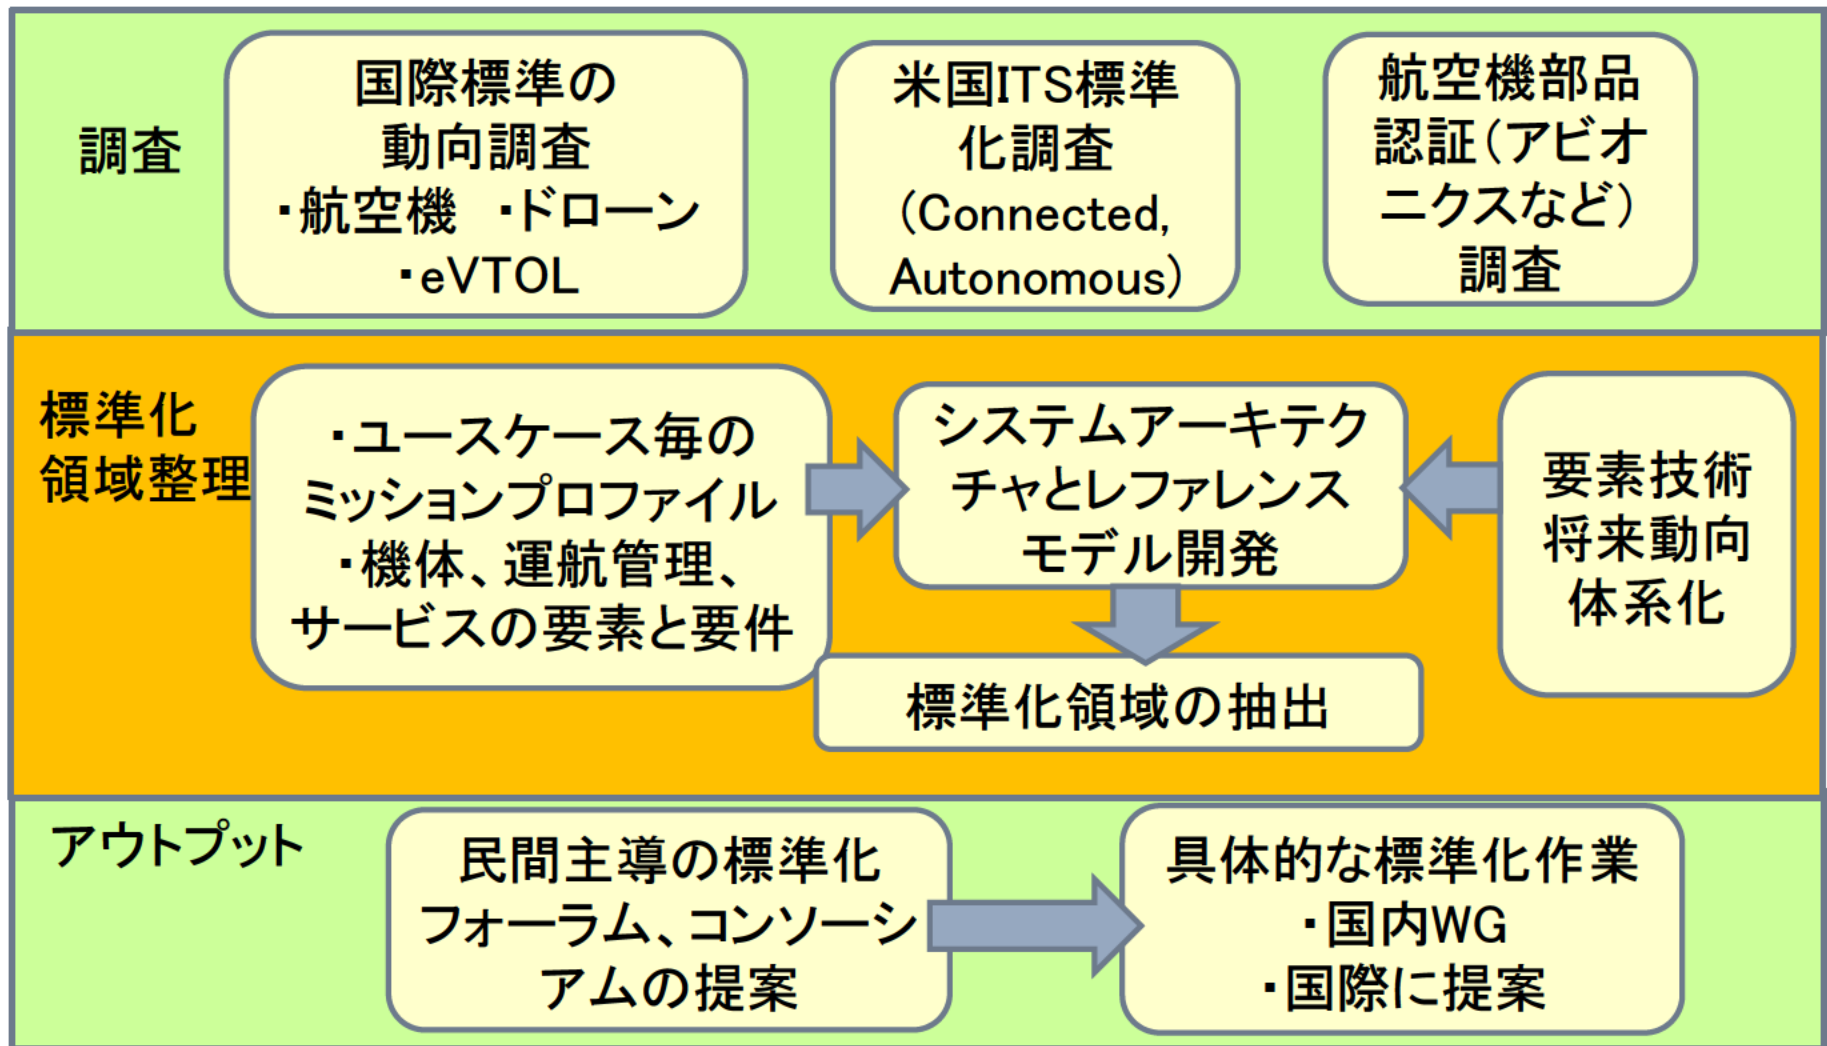 調査
国際標準の
動向調査
・航空機　・ドローン
・eVTOL
米国ITS標準
化調査
(Connected,
Autonomous)
航空機部品
認証(アビオ
ニクスなど)
調査
標準化
領域整理
・ユースケース毎の
ミッションプロファイル
・機体、運航管理、
サービスの要素と要件
システムアーキテク
チャとレファレンス
モデル開発
要素技術
将来動向
体系化
標準化領域の抽出
アウトプット
民間主導の標準化
フォーラム、コンソーシ
アムの提案
具体的な標準化作業
・国内WG
・国際に提案